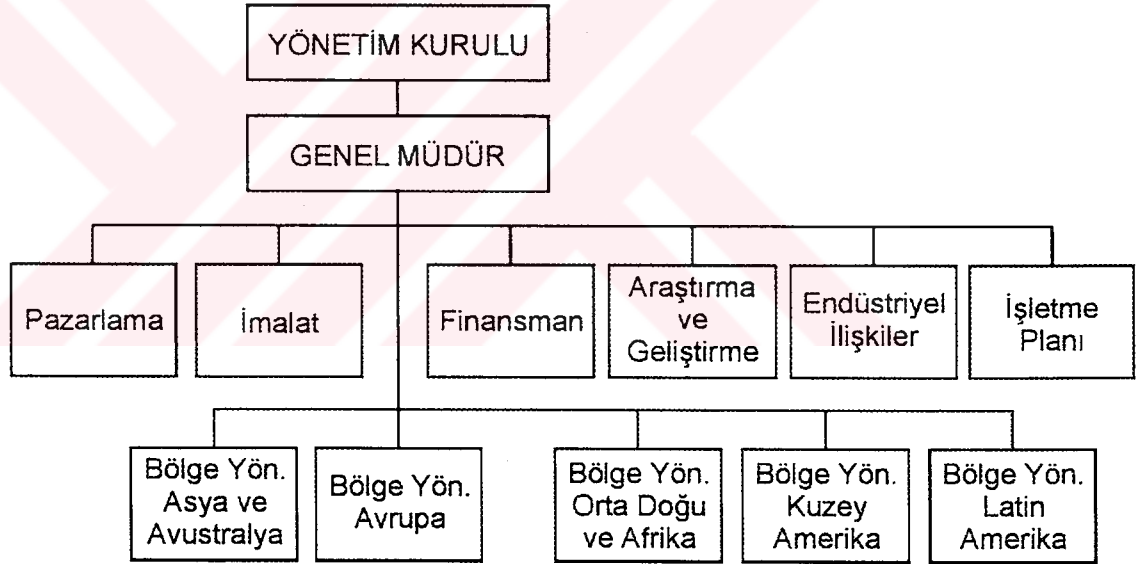 YÖNETİM KURULU
GENEL MÜDÜR
Pazarlama
İmalat
Finansman
Araştırma
ve
Geliştirme
Endüstriyel
İlişkiler
İşletme
Planı
Bölge Yön.
Asya ve
Avustralya
Bölge Yön.
Avrupa
Bölge Yön.
Orta Doğu
ve Afrika
Bölge Yön.
Kuzey
Amerika
Bölge Yön.
Latin
Amerika